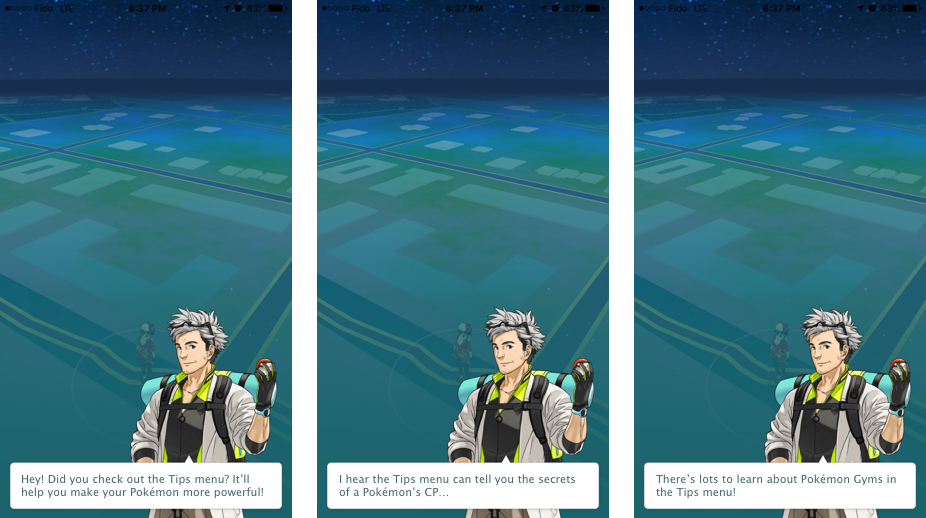 Fido LTE 8:37 PM 83%
Hey! Did you check out the Tips menu? It'll
help you make your Pokémon more powerful!
Fido LTE 8:37 PM 83%
I hear the Tips menu can tell you the secrets
of a Pokémon's CP...
Fido LTE 8:37 PM 83%
There's lots to learn about Pokémon Gyms in
the Tips menu!